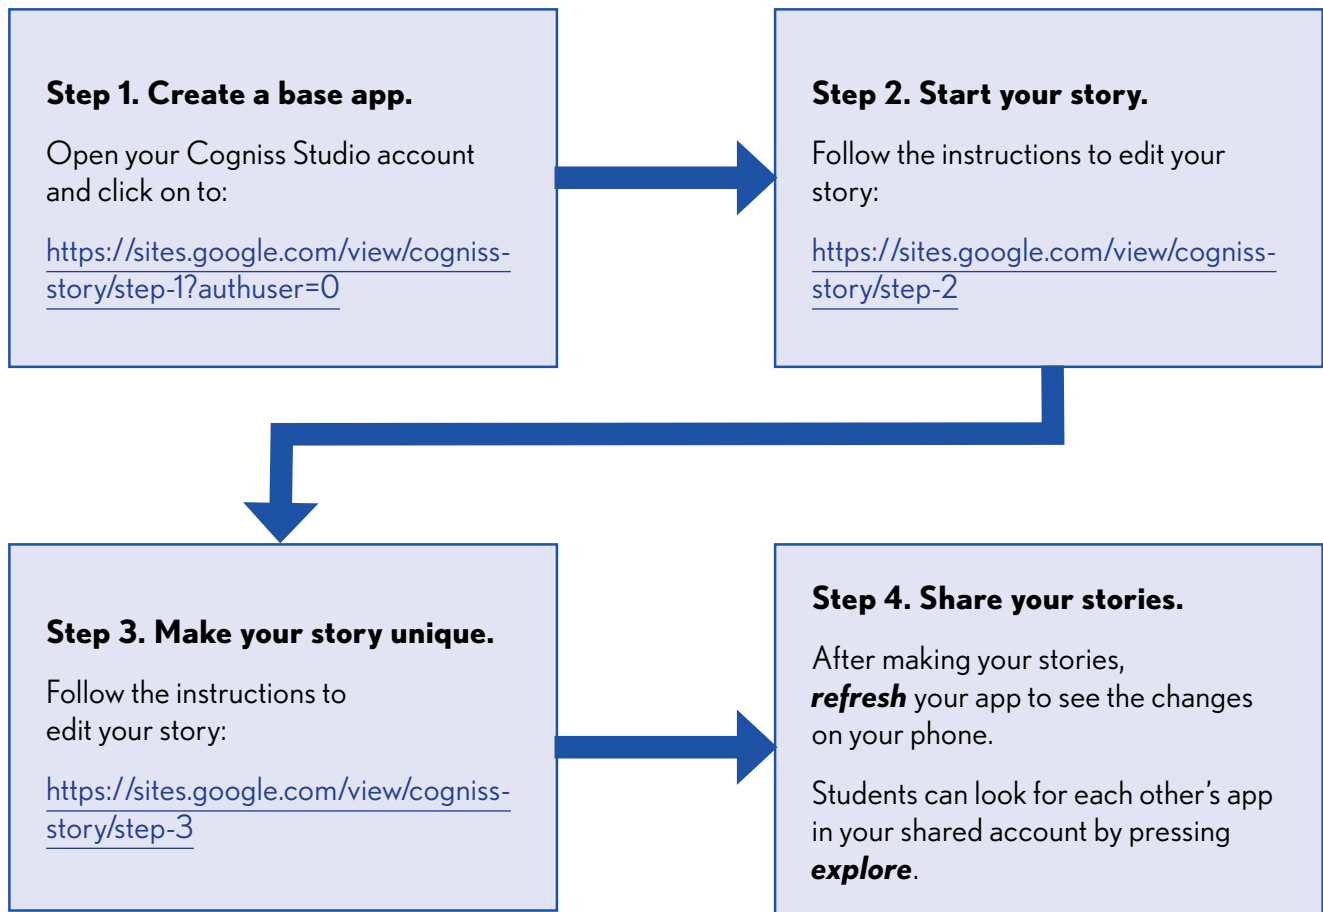 Step 1. Create a base app.
Open your Cogniss Studio account
and click on to:
https://sites.google.com/view/cogniss-
story/step-1?authuser=0
Step 2. Start your story.
Follow the instructions to edit your
story:
https://sites.google.com/view/cogniss-
story/step-2
Step 3. Make your story unique.
Follow the instructions to
edit your story:
https://sites.google.com/view/cogniss-
story/step-3
Step 4. Share your stories.
After making your stories,
refresh your app to see the changes
on your phone.
Students can look for each other’s app
in your shared account by pressing
explore.